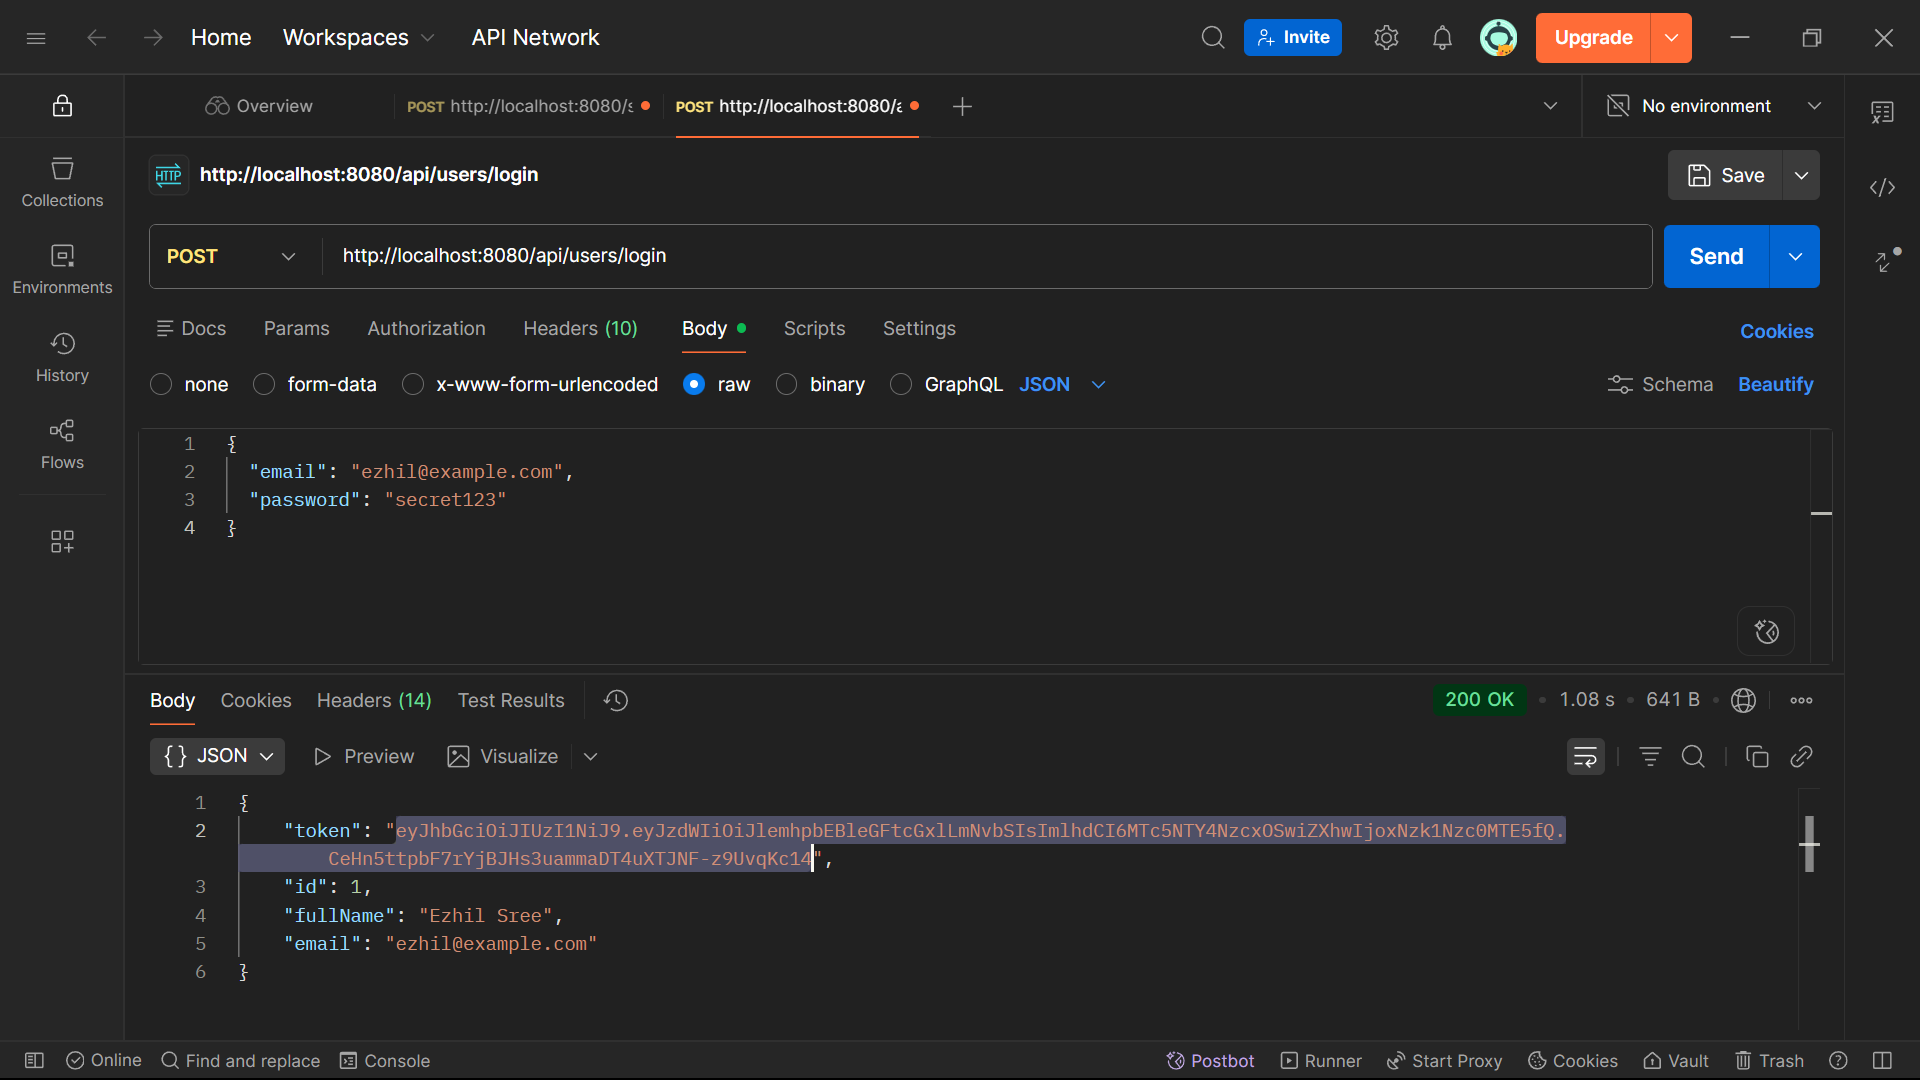 Home Workspaces API Network Invite Upgrade
Overview POST http://localhost:8080/s POST http://localhost:8080/a No environment
HTTP http://localhost:8080/api/users/login Save
Collections
POST http://localhost:8080/api/users/login Send
Environments
Docs Params Authorization Headers (10) Body Scripts Settings Cookies
History
none form-data x-www-form-urlencoded raw binary GraphQL JSON Schema Beautify
Flows
1 {
2 "email": "ezhil@example.com",
3 "password": "secret123"
4 }
Body Cookies Headers (14) Test Results 200 OK • 1.08 s • 641 B
{} JSON Preview Visualize
1 {
2 "token": "eyJhbGciOiJIUzI1NiJ9.eyJzdWIiOiJlemhpbEBleGFtcGxlLmNvbSIsImlhdCI6MTc5NTY4NzcxOSwiZXhwIjoxNzk1Nzc0MTE5fQ.
CeHn5ttpbF7rYjBJHs3uammaDT4uXTJNF-z9UvqKc14",
3 "id": 1,
4 "fullName": "Ezhil Sree",
5 "email": "ezhil@example.com"
6 }
Online Find and replace Console Postbot Runner Start Proxy Cookies Vault Trash